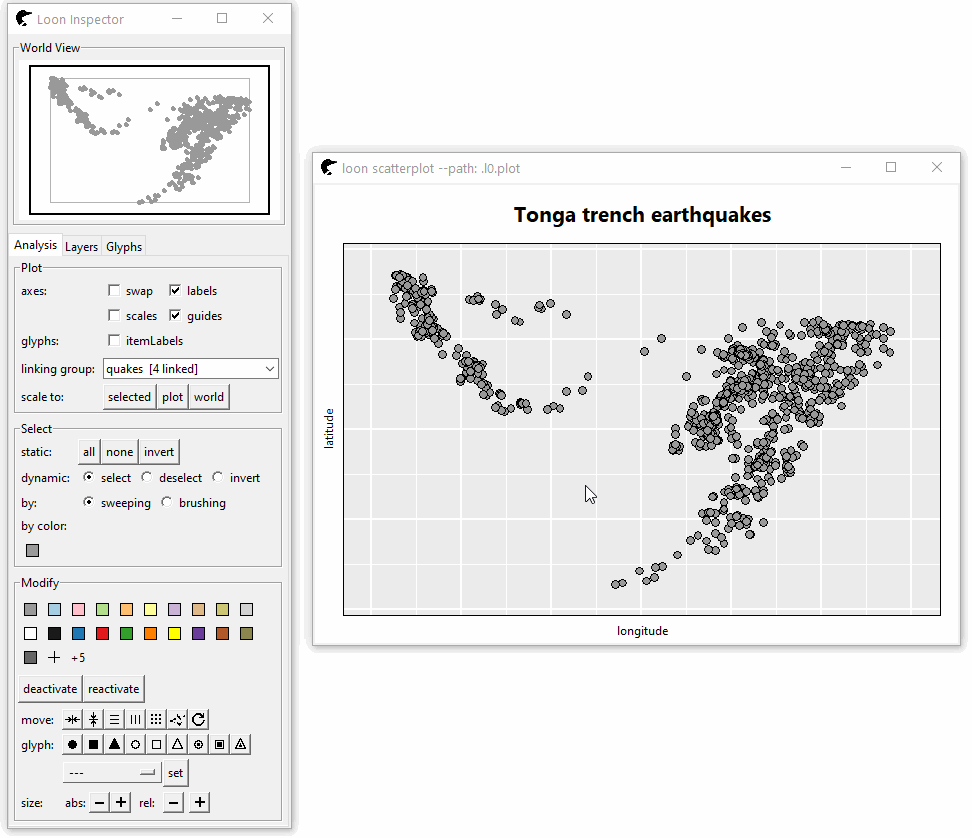 Loon Inspector
World View
Analysis Layers Glyphs
Plot
axes: swap labels
scales guides
glyphs: itemLabels
linking group: quakes [4 linked]
scale to: selected plot world
Select
static: all none invert
dynamic: select deselect invert
by: sweeping brushing
by color:
Modify
+5
deactivate reactivate
move:
glyph:
--- set
size: abs: − + rel: − +
loon scatterplot --path: .l0.plot
Tonga trench earthquakes
latitude
longitude